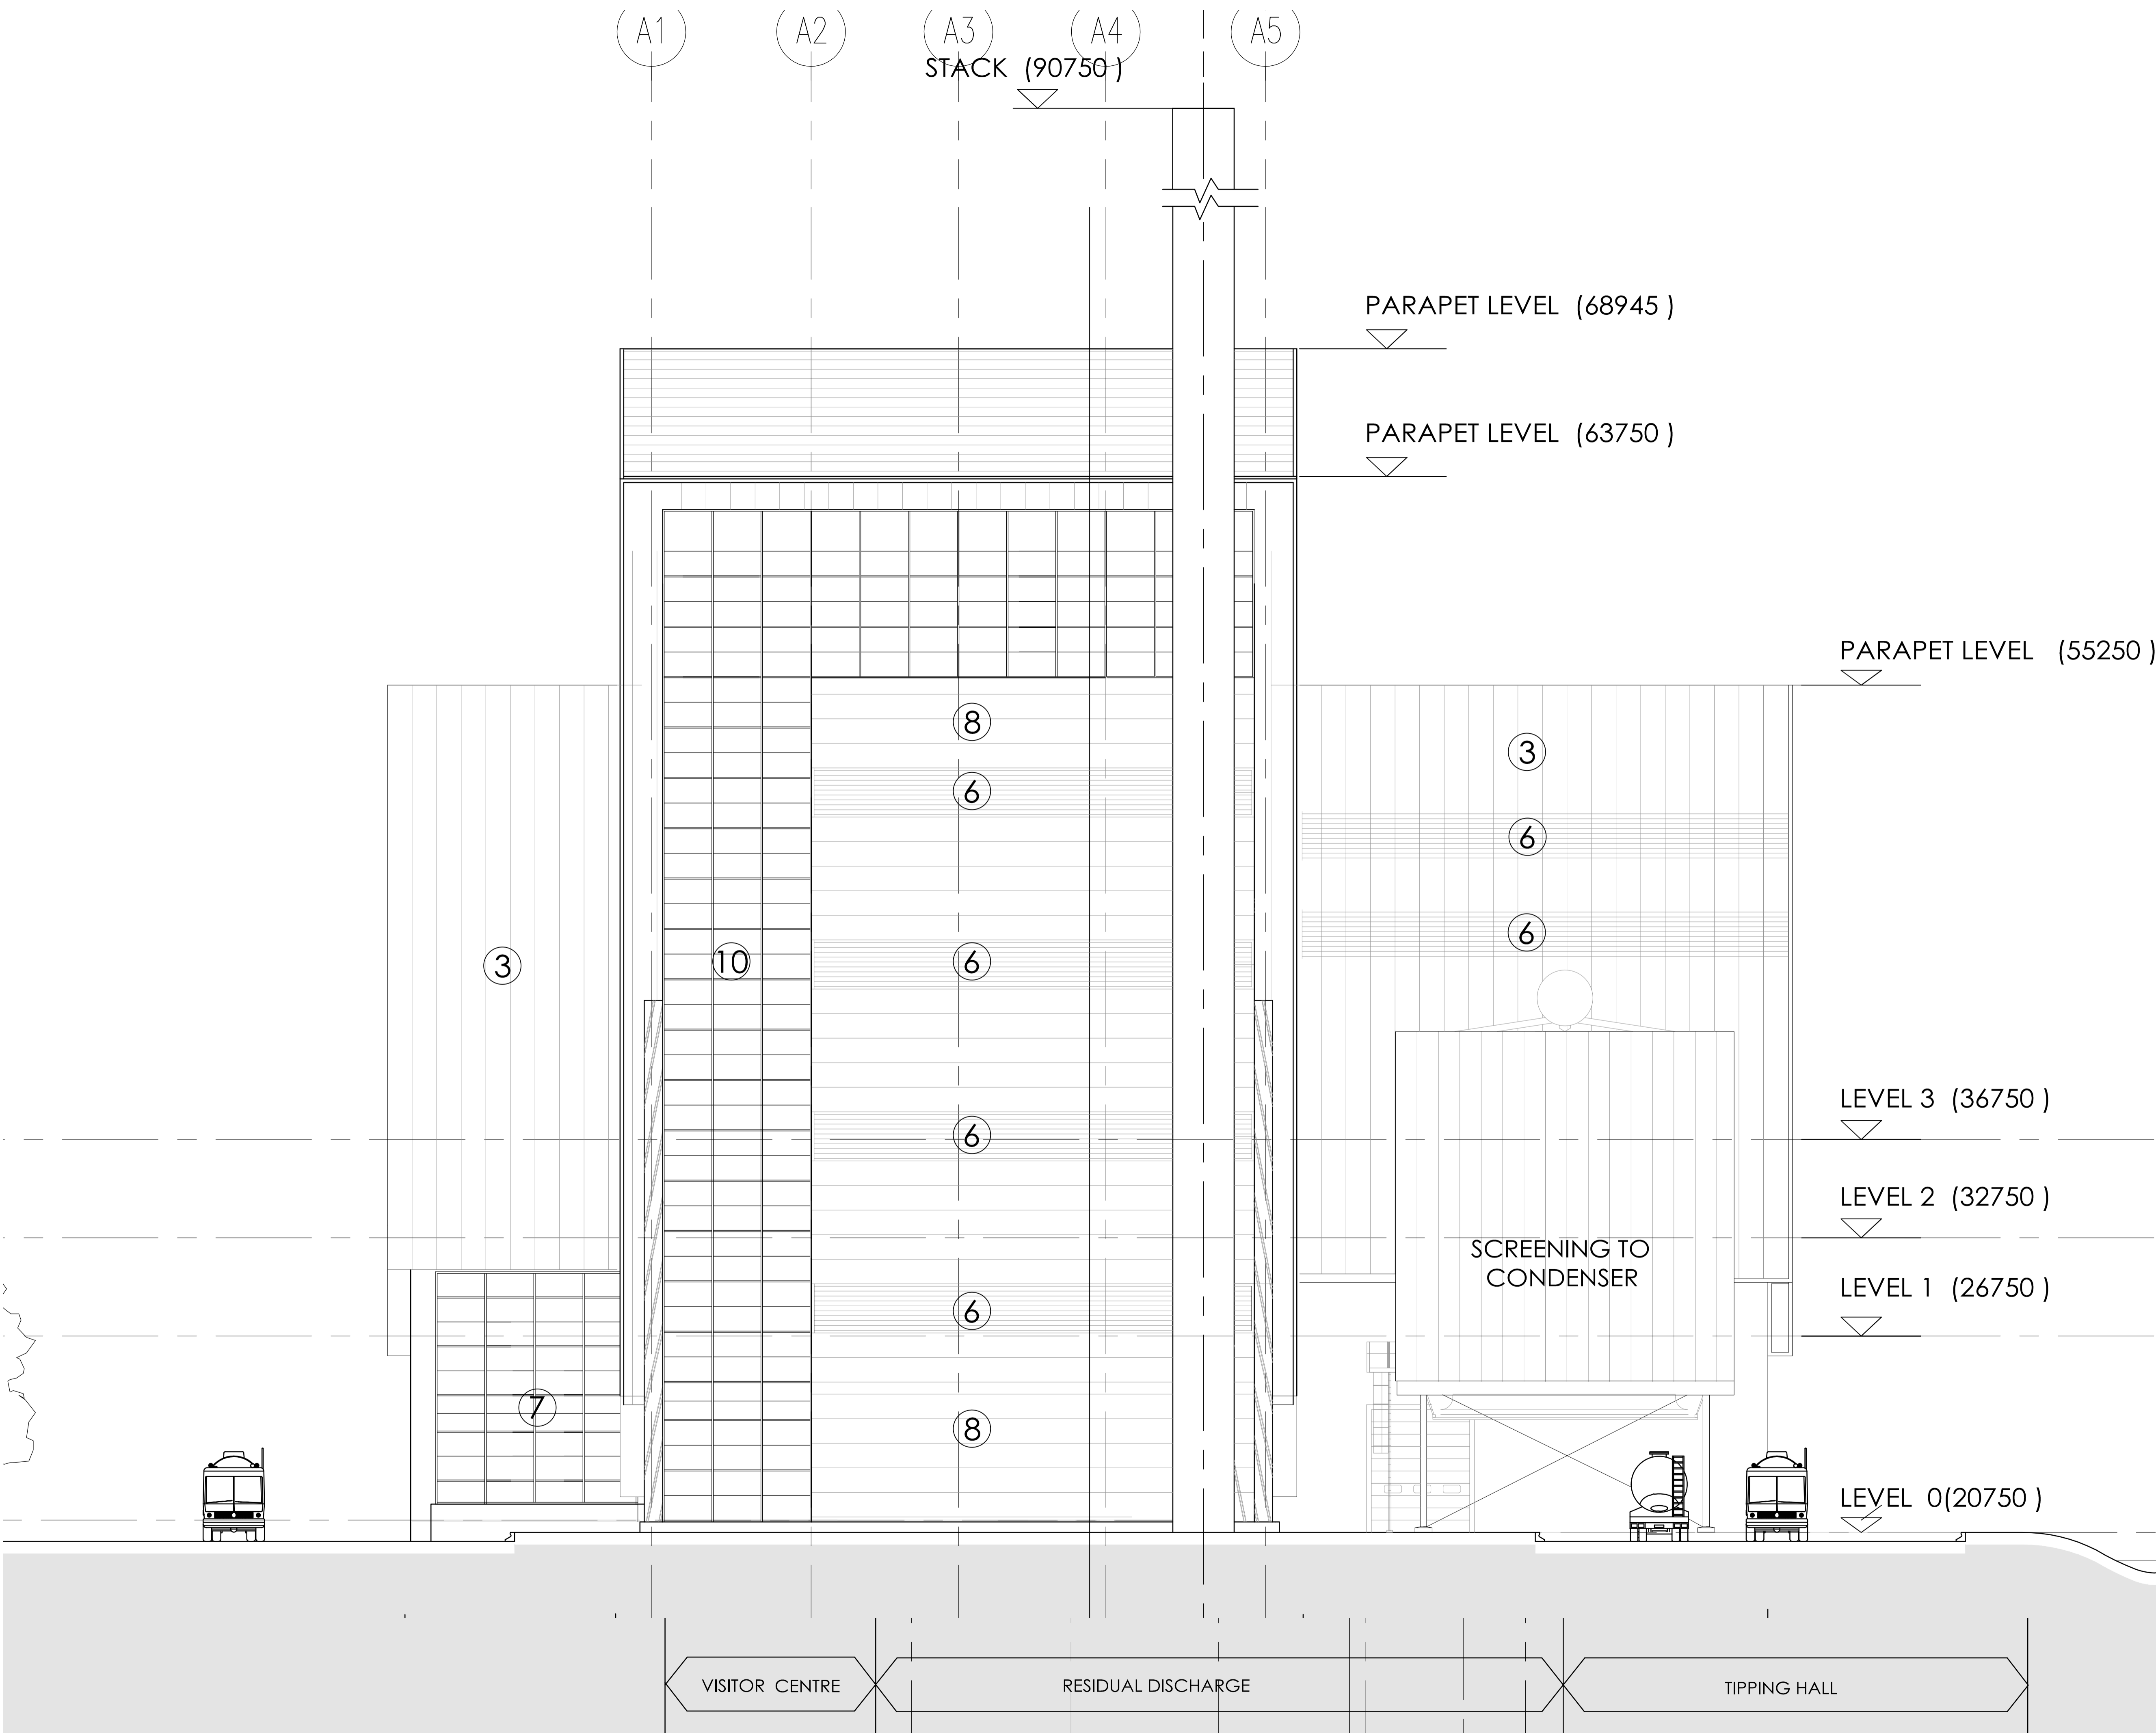 A1 A2 A3 A4 A5
STACK (90750 )
PARAPET LEVEL (68945 )
PARAPET LEVEL (63750 )
PARAPET LEVEL (55250 )
8
3
6
6
6
3
10
6
LEVEL 3 (36750 )
6
LEVEL 2 (32750 )
SCREENING TO
CONDENSER
LEVEL 1 (26750 )
6
7
8
LEVEL 0(20750 )
VISITOR CENTRE
RESIDUAL DISCHARGE
TIPPING HALL